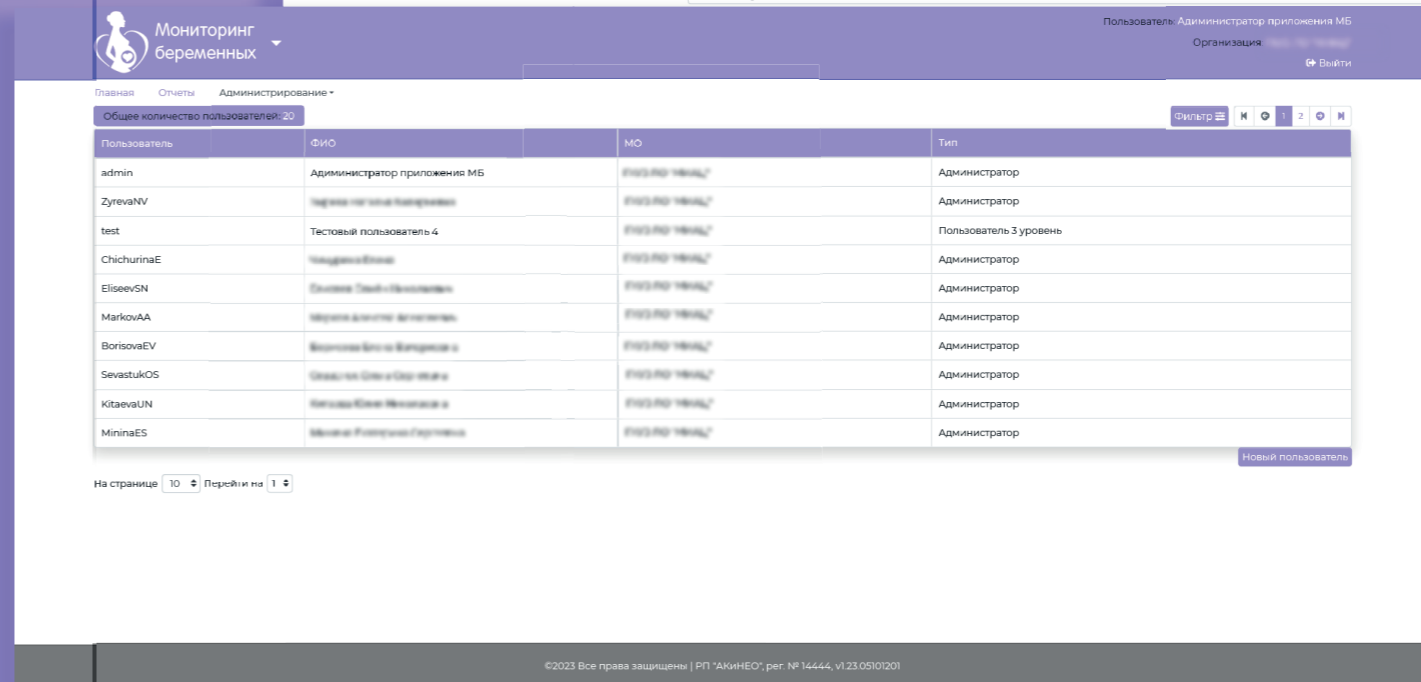 Мониторинг
беременных
Пользователь: Адиминистратор приложения МБ
Организация:
Выйти
Главная Отчеты Администрирование
Общее количество пользователей: 20
Фильтр 1 2
Пользователь ФИО МО Тип
admin Адиминистратор приложения МБ Администратор
ZyrevaNV Администратор
test Тестовый пользователь 4 Пользователь 3 уровень
ChichurinaE Администратор
EliseevSN Администратор
MarkovAA Администратор
BorisovaEV Администратор
SevastukOS Администратор
KitaevaUN Администратор
MininaES Администратор
Новый пользователь
На странице 10 Перейти на 1
©2023 Все права защищены | РП "АКиНЕО", рег. № 14444, v1.23.05101201